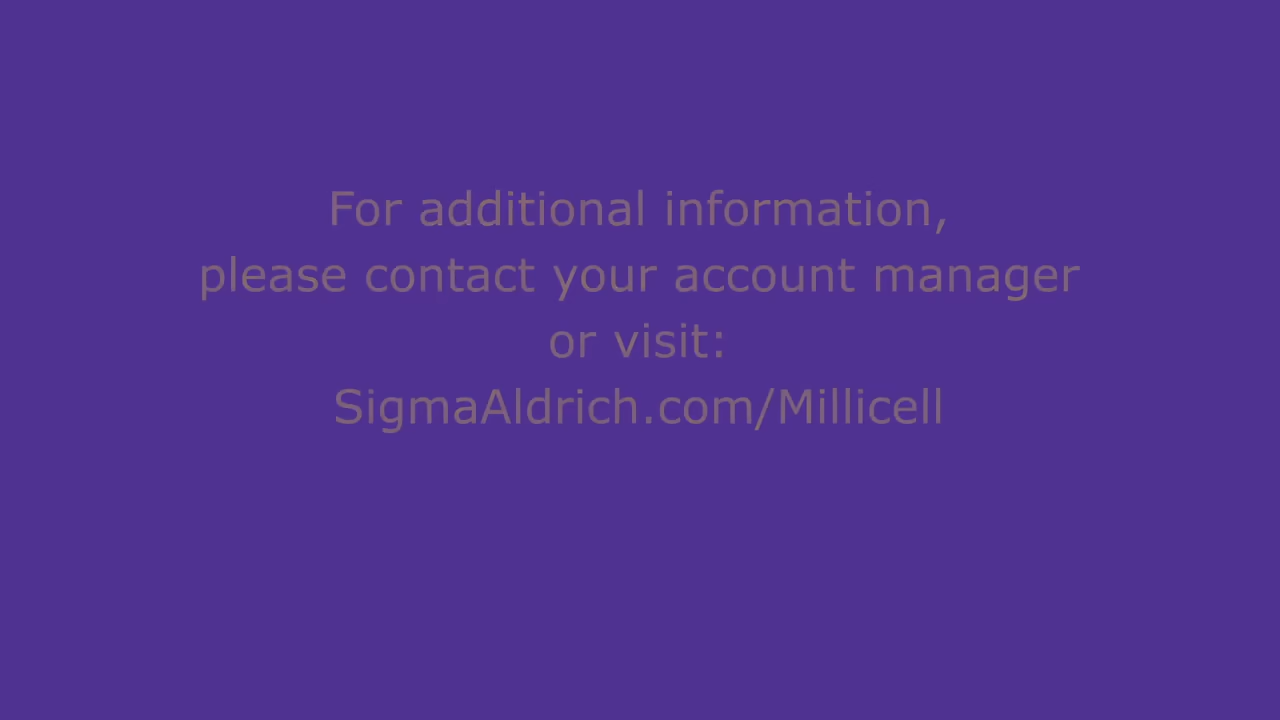 For additional information,
please contact your account manager
or visit:
SigmaAldrich.com/Millicell